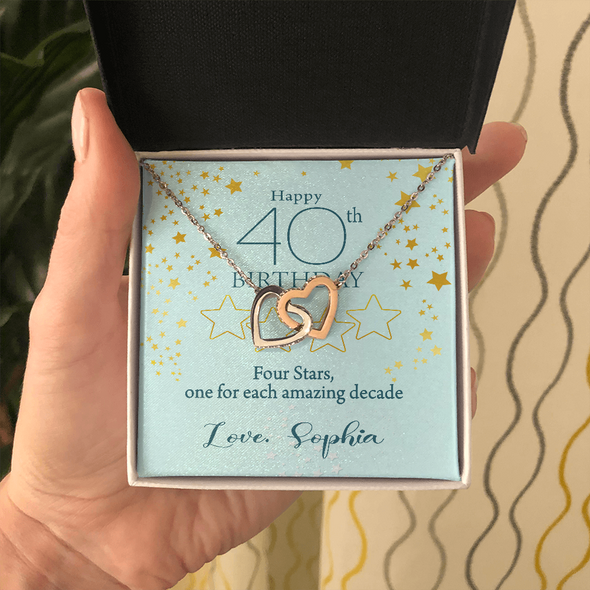 Happy
40th
BIRTHDAY
Four Stars,
one for each amazing decade
Love, Sophia